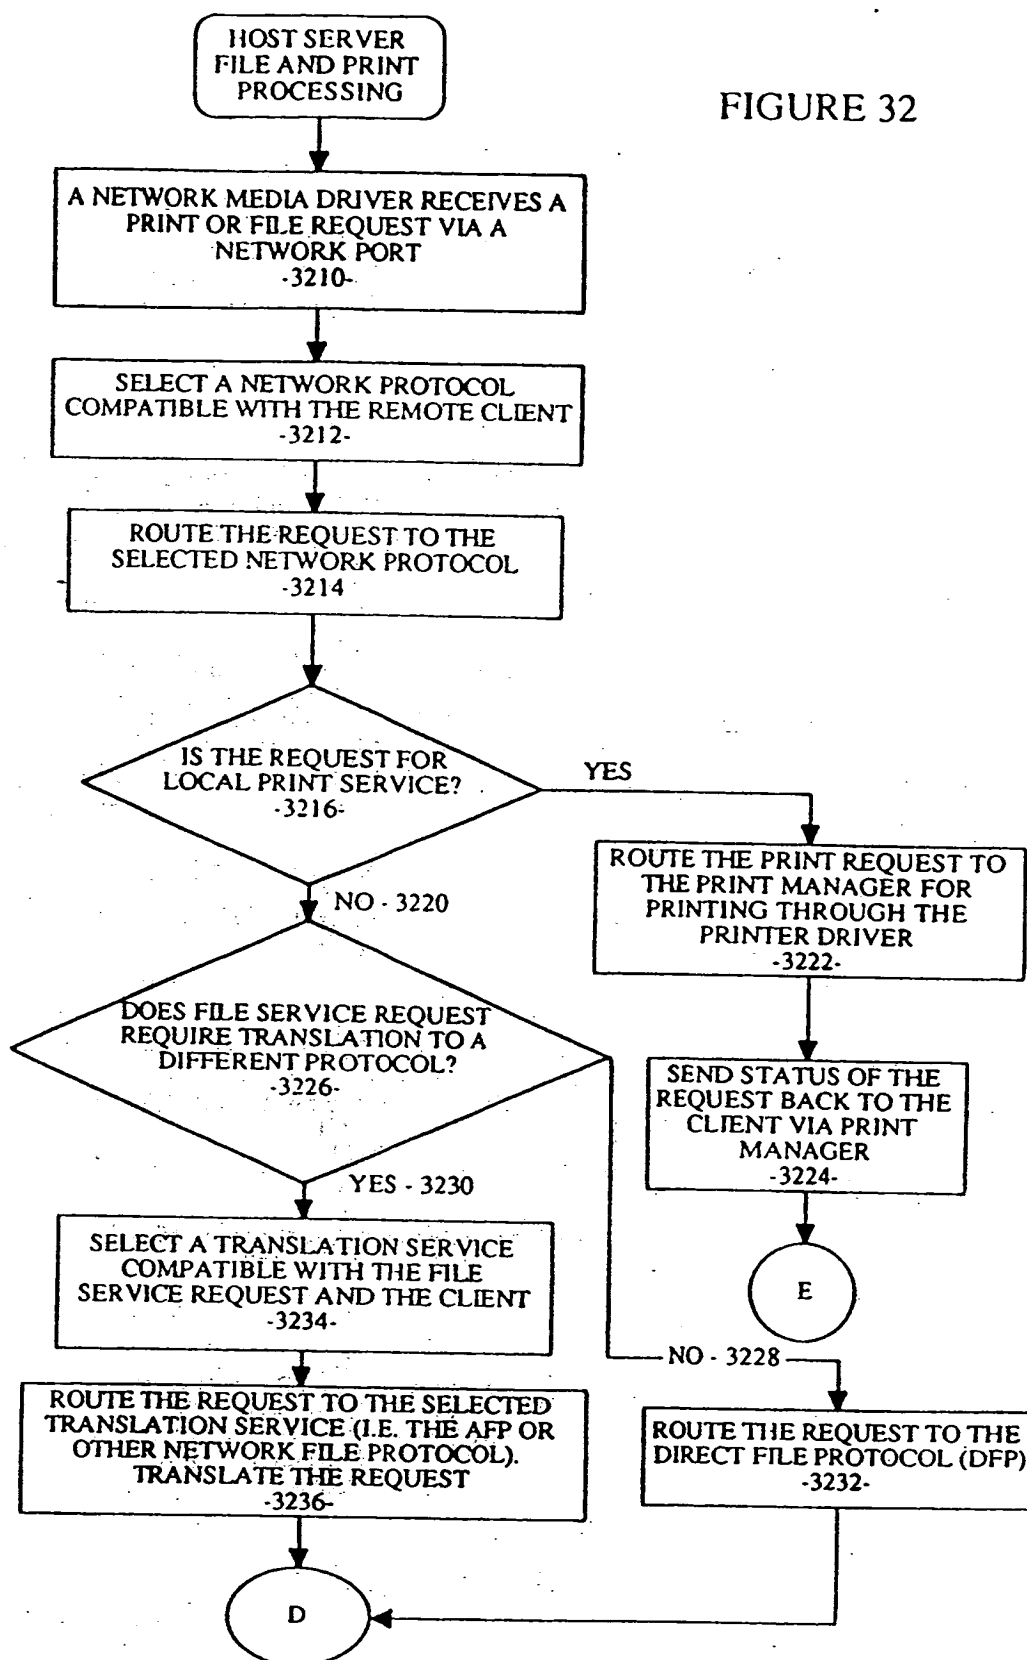 HOST SERVER
FILE AND PRINT
PROCESSING
FIGURE 32
A NETWORK MEDIA DRIVER RECEIVES A
PRINT OR FILE REQUEST VIA A
NETWORK PORT
-3210-
SELECT A NETWORK PROTOCOL
COMPATIBLE WITH THE REMOTE CLIENT
-3212-
ROUTE THE REQUEST TO THE
SELECTED NETWORK PROTOCOL
-3214
IS THE REQUEST FOR
LOCAL PRINT SERVICE?
-3216-
YES
NO - 3220
ROUTE THE PRINT REQUEST TO
THE PRINT MANAGER FOR
PRINTING THROUGH THE
PRINTER DRIVER
-3222-
DOES FILE SERVICE REQUEST
REQUIRE TRANSLATION TO A
DIFFERENT PROTOCOL?
-3226-
SEND STATUS OF THE
REQUEST BACK TO THE
CLIENT VIA PRINT
MANAGER
-3224-
YES - 3230
E
SELECT A TRANSLATION SERVICE
COMPATIBLE WITH THE FILE
SERVICE REQUEST AND THE CLIENT
-3234-
NO - 3228
ROUTE THE REQUEST TO THE SELECTED
TRANSLATION SERVICE (I.E. THE AFP OR
OTHER NETWORK FILE PROTOCOL).
TRANSLATE THE REQUEST
-3236-
ROUTE THE REQUEST TO THE
DIRECT FILE PROTOCOL (DFP)
-3232-
D